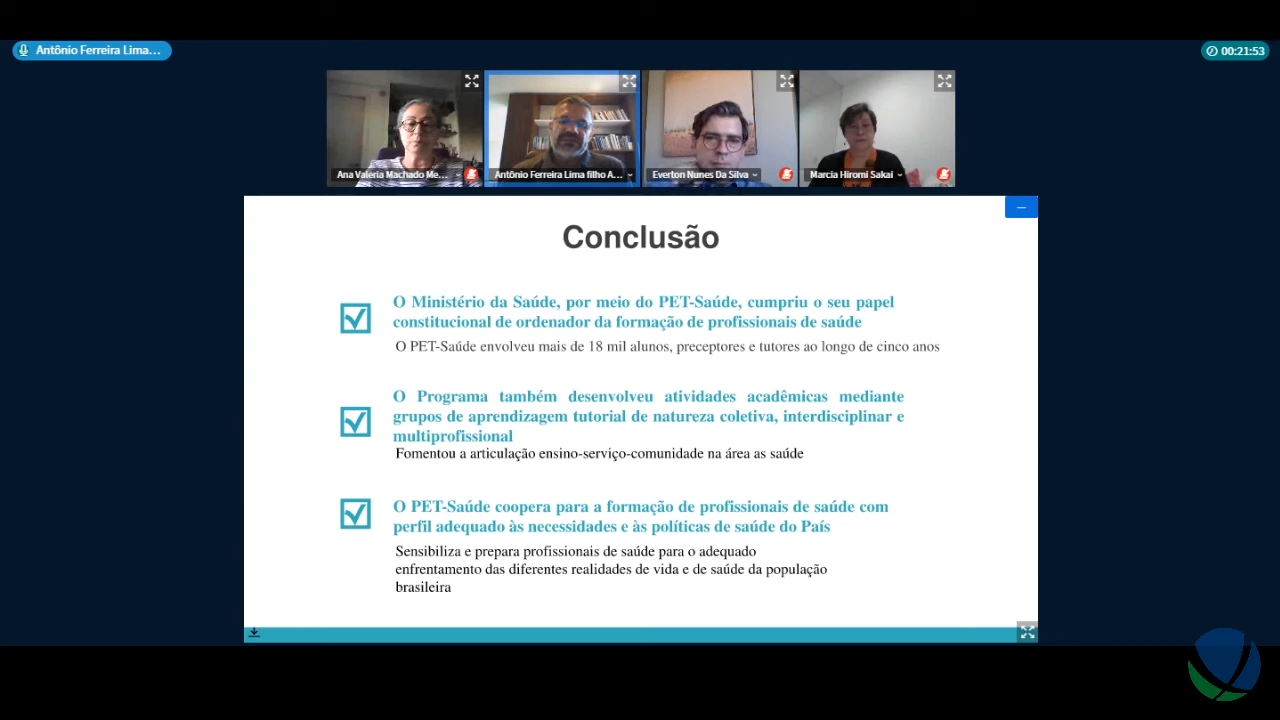 Antônio Ferreira Lima...
00:21:53
Ana Valeria Machado Me...
Antônio Ferreira Lima filho A...
Everton Nunes Da Silva
Marcia Hiromi Sakai
Conclusão
O Ministério da Saúde, por meio do PET-Saúde, cumpriu o seu papel
constitucional de ordenador da formação de profissionais de saúde
O PET-Saúde envolveu mais de 18 mil alunos, preceptores e tutores ao longo de cinco anos
O Programa também desenvolveu atividades acadêmicas mediante
grupos de aprendizagem tutorial de natureza coletiva, interdisciplinar e
multiprofissional
Fomentou a articulação ensino-serviço-comunidade na área as saúde
O PET-Saúde coopera para a formação de profissionais de saúde com
perfil adequado às necessidades e às políticas de saúde do País
Sensibiliza e prepara profissionais de saúde para o adequado
enfrentamento das diferentes realidades de vida e de saúde da população
brasileira